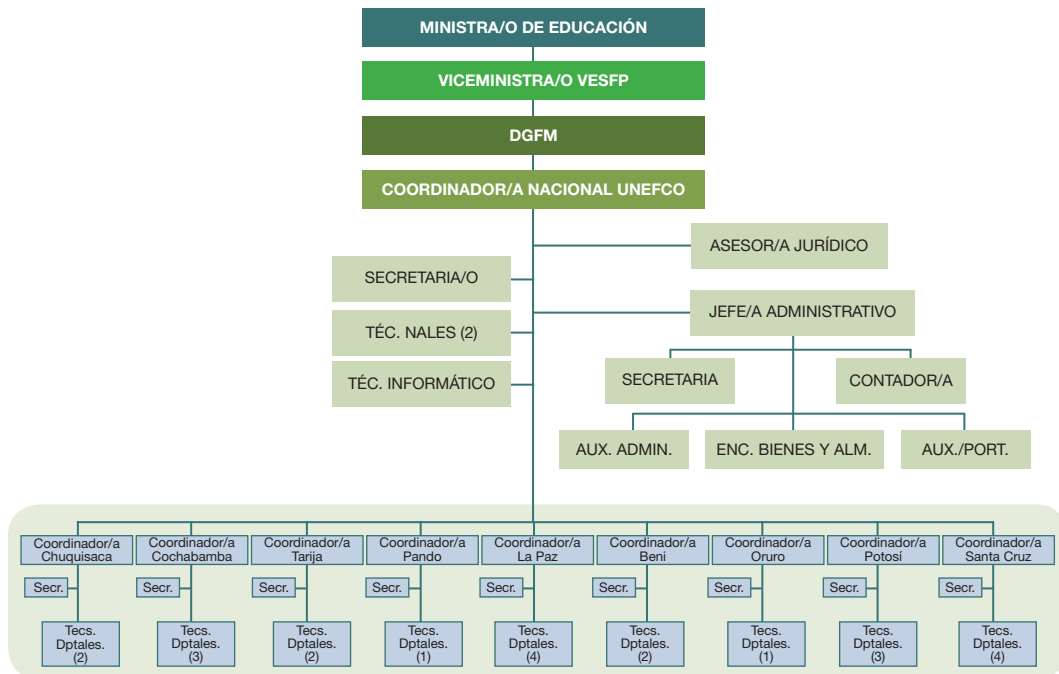 MINISTRA/O DE EDUCACIÓN
VICEMINISTRA/O VESFP
DGFM
COORDINADOR/A NACIONAL UNEFCO
ASESOR/A JURÍDICO
SECRETARIA/O
JEFE/A ADMINISTRATIVO
TÉC. NALES (2)
TÉC. INFORMÁTICO
SECRETARIA
CONTADOR/A
AUX. ADMIN.
ENC. BIENES Y ALM.
AUX./PORT.
Coordinador/a
Chuquisaca
Coordinador/a
Cochabamba
Coordinador/a
Tarija
Coordinador/a
Pando
Coordinador/a
La Paz
Coordinador/a
Beni
Coordinador/a
Oruro
Coordinador/a
Potosí
Coordinador/a
Santa Cruz
Secr.
Secr.
Secr.
Secr.
Secr.
Secr.
Secr.
Secr.
Secr.
Tecs.
Dptales.
(2)
Tecs.
Dptales.
(3)
Tecs.
Dptales.
(2)
Tecs.
Dptales.
(1)
Tecs.
Dptales.
(4)
Tecs.
Dptales.
(2)
Tecs.
Dptales.
(1)
Tecs.
Dptales.
(3)
Tecs.
Dptales.
(4)